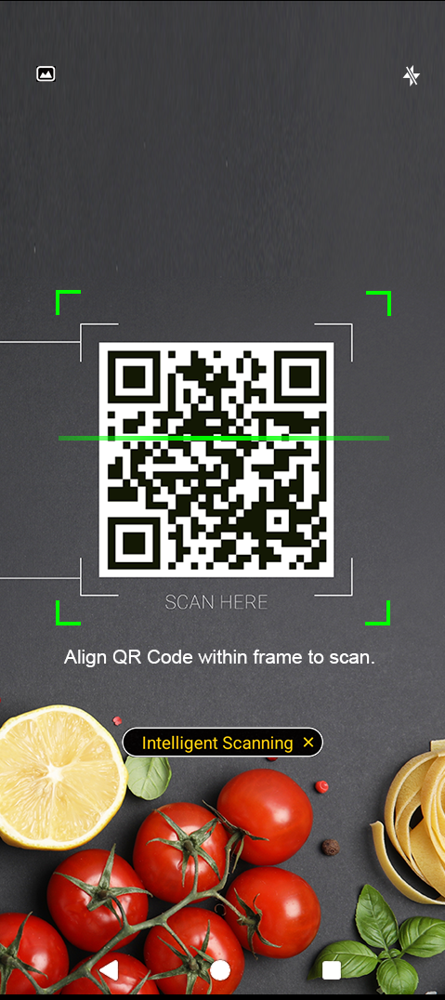 SCAN HERE
Align QR Code within frame to scan.
Intelligent Scanning ×